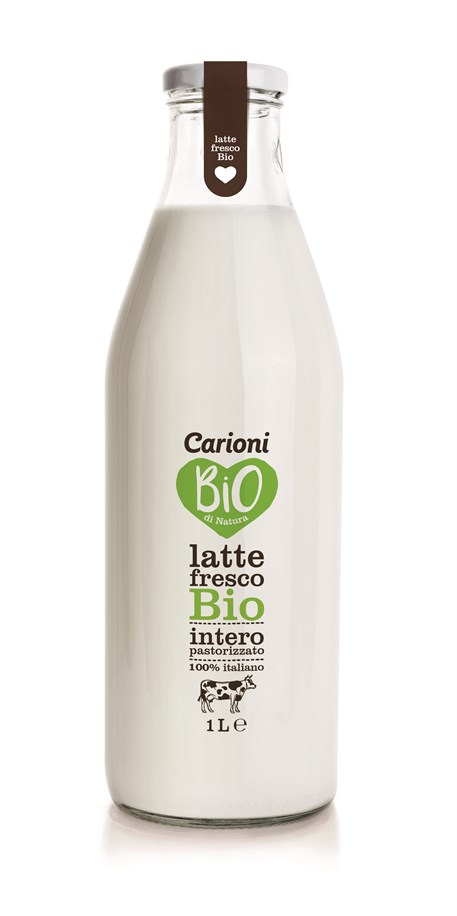 latte
fresco
Bio
Carioni
BiO
di Natura
latte
fresco
Bio
intero
pastorizzato
100% italiano
1 L ℮